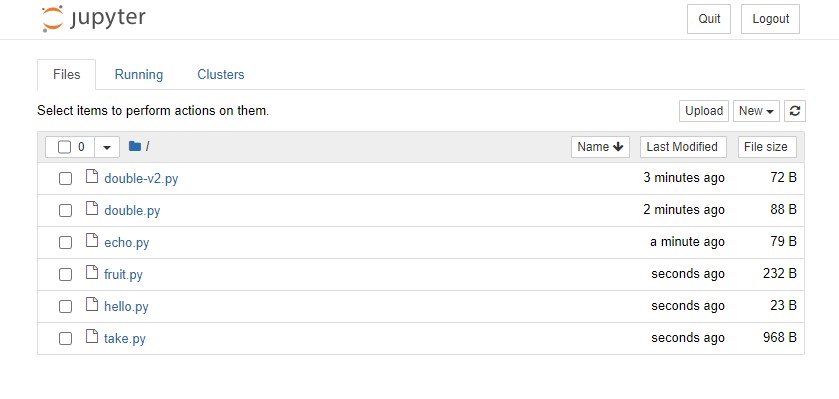 jupyter Quit Logout
Files Running Clusters
Select items to perform actions on them. Upload New
0 / Name Last Modified File size
double-v2.py 3 minutes ago 72 B
double.py 2 minutes ago 88 B
echo.py a minute ago 79 B
fruit.py seconds ago 232 B
hello.py seconds ago 23 B
take.py seconds ago 968 B